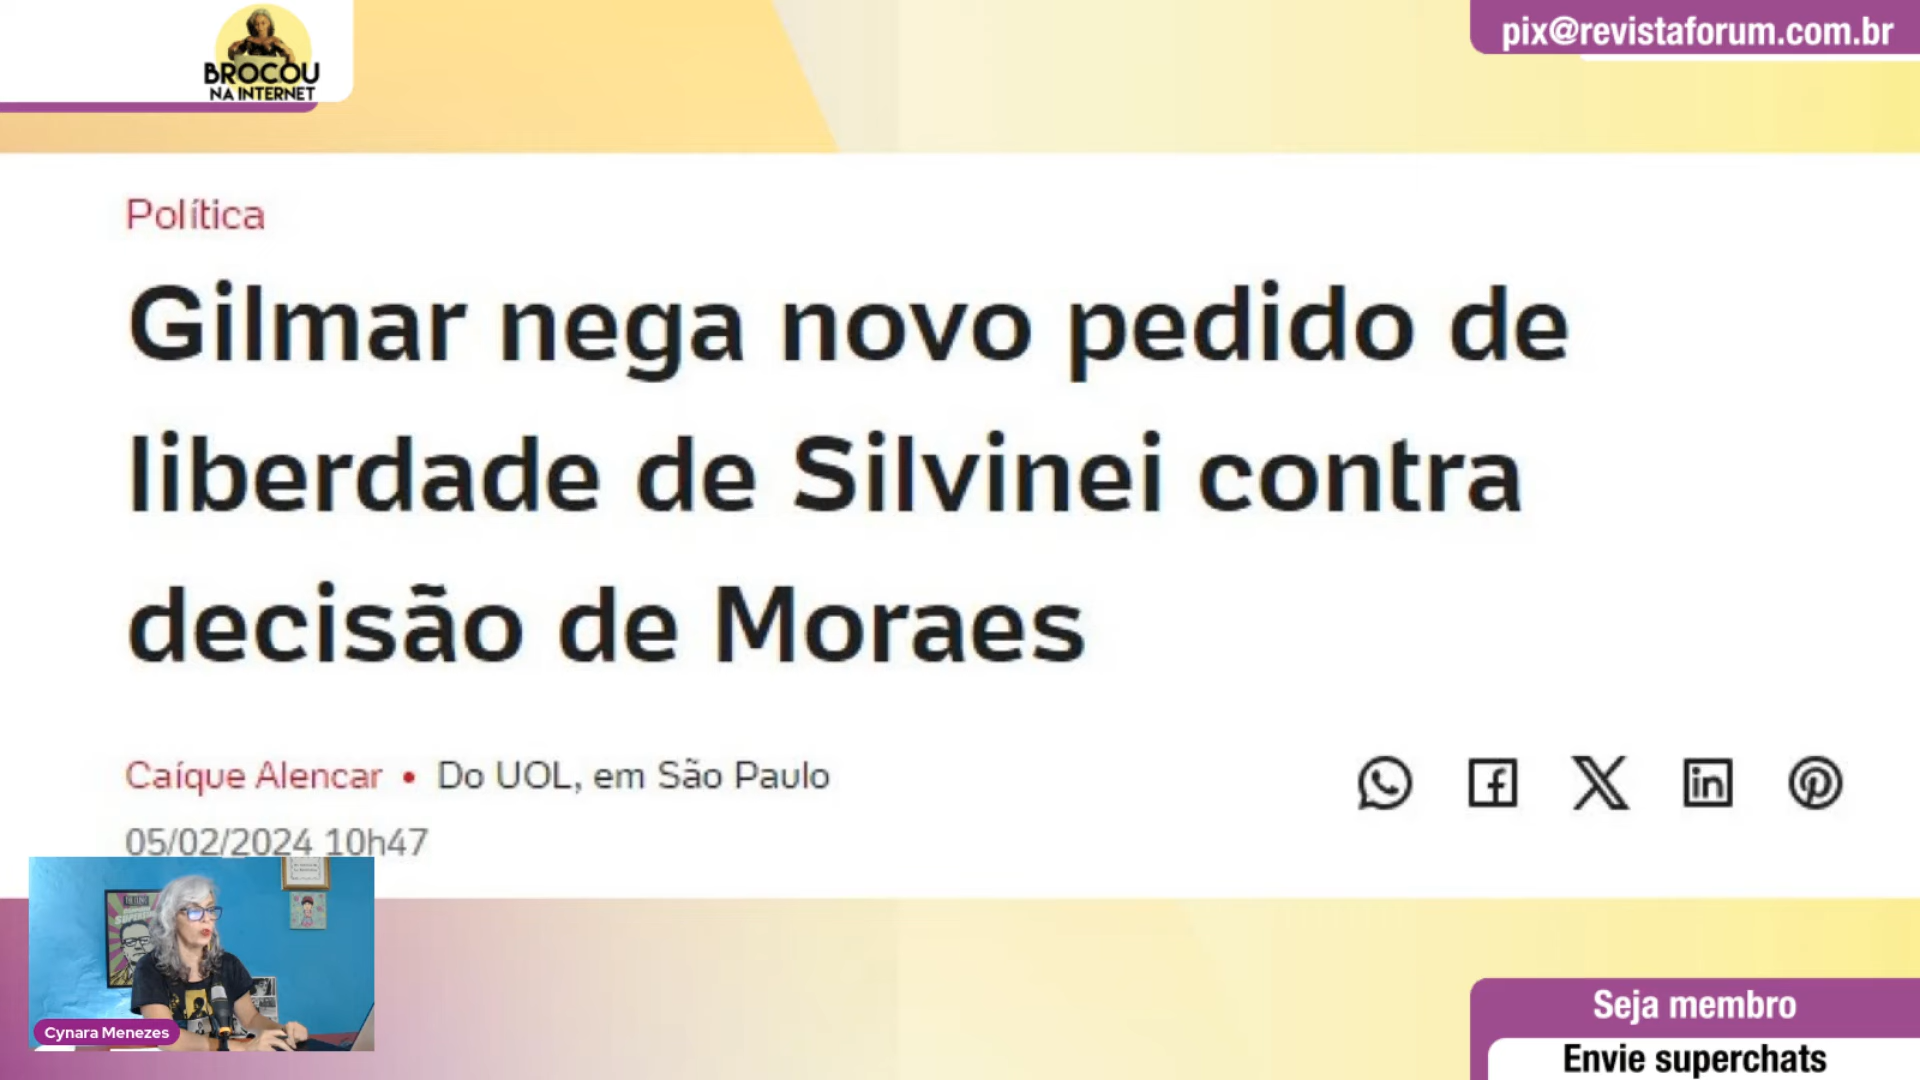 BROCOU
NA INTERNET
pix@revistaforum.com.br
Política
Gilmar nega novo pedido de
liberdade de Silvinei contra
decisão de Moraes
Caíque Alencar • Do UOL, em São Paulo
05/02/2024 10h47
Cynara Menezes
Seja membro
Envie superchats